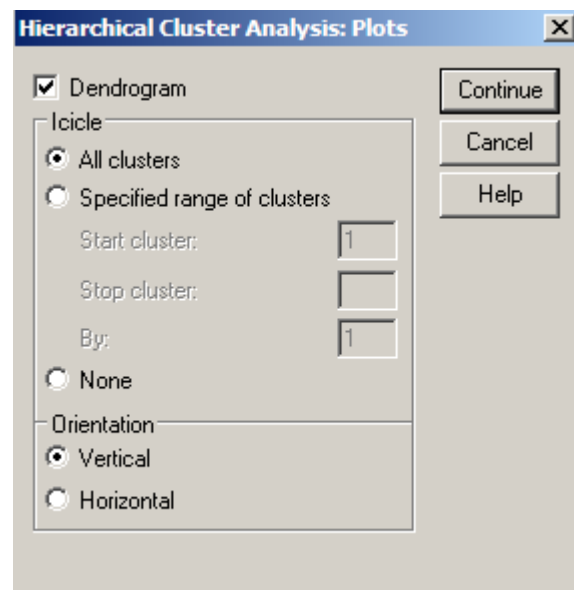 Hierarchical Cluster Analysis: Plots
Dendrogram
Continue
Icicle
Cancel
All clusters
Help
Specified range of clusters
Start cluster: 1
Stop cluster:
By: 1
None
Orientation
Vertical
Horizontal